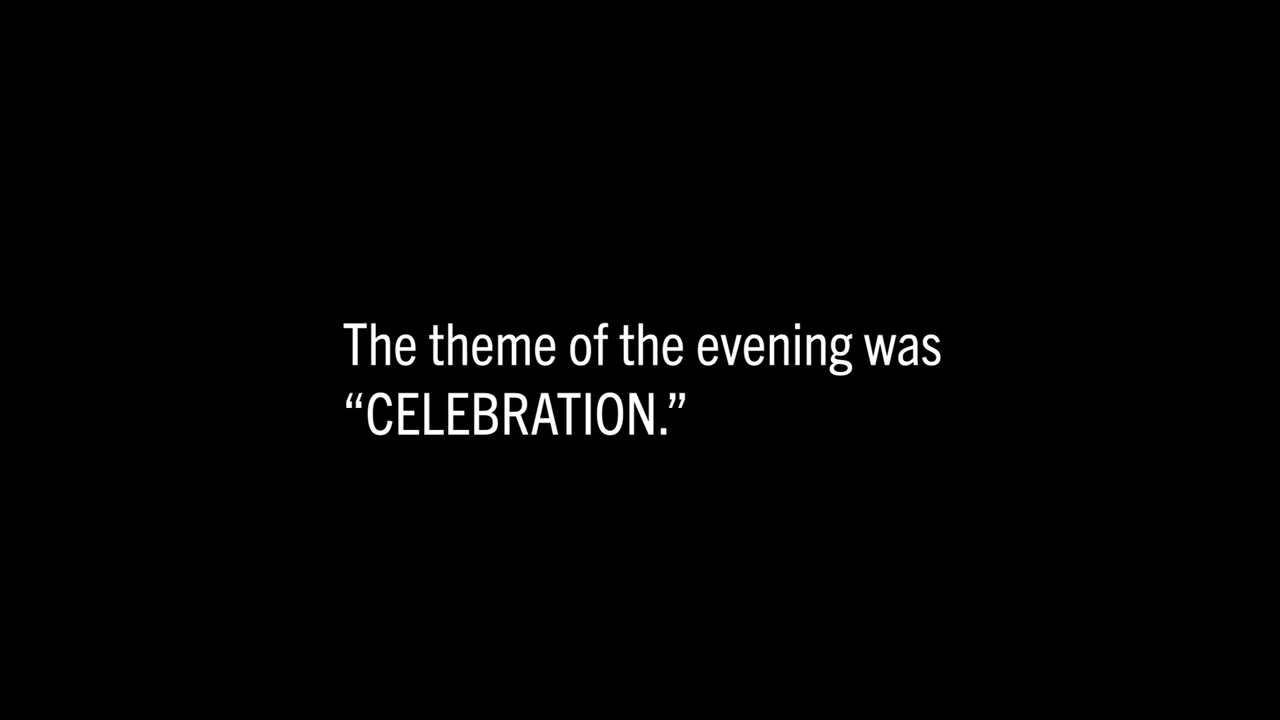 The theme of the evening was
“CELEBRATION.”